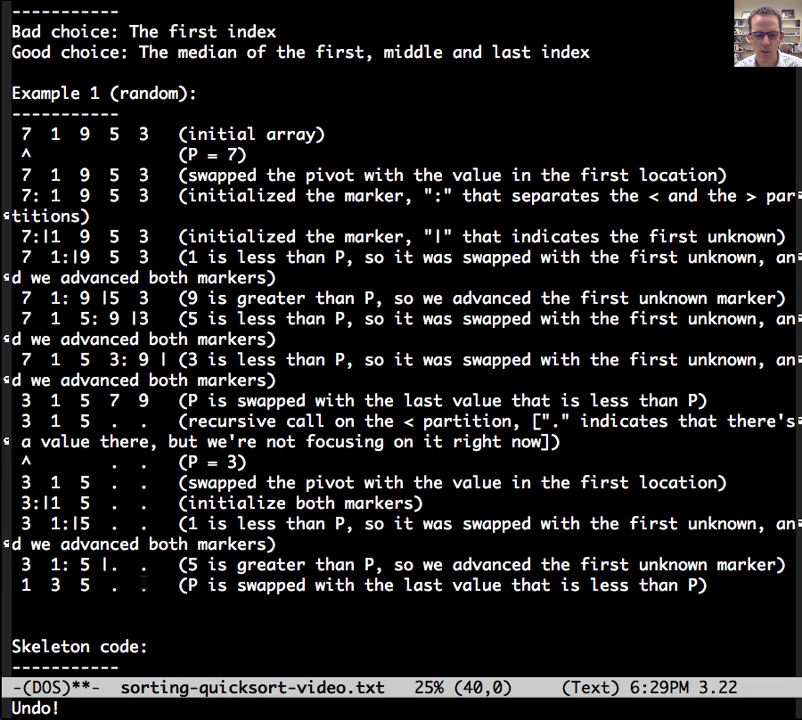 -----------
Bad choice: The first index
Good choice: The median of the first, middle and last index
Example 1 (random):
-----------
7 1 9 5 3 (initial array)
^ (P = 7)
7 1 9 5 3 (swapped the pivot with the value in the first location)
7: 1 9 5 3 (initialized the marker, ":" that separates the < and the > par
titions)
7:|1 9 5 3 (initialized the marker, "|" that indicates the first unknown)
7 1:|9 5 3 (1 is less than P, so it was swapped with the first unknown, an
d we advanced both markers)
7 1: 9 |5 3 (9 is greater than P, so we advanced the first unknown marker)
7 1 5: 9 |3 (5 is less than P, so it was swapped with the first unknown, an
d we advanced both markers)
7 1 5 3: 9 | (3 is less than P, so it was swapped with the first unknown, an
d we advanced both markers)
3 1 5 7 9 (P is swapped with the last value that is less than P)
3 1 5 . . (recursive call on the < partition, ["." indicates that there's
a value there, but we're not focusing on it right now])
^ . . (P = 3)
3 1 5 . . (swapped the pivot with the value in the first location)
3:|1 5 . . (initialize both markers)
3 1:|5 . . (1 is less than P, so it was swapped with the first unknown, an
d we advanced both markers)
3 1: 5 |. . (5 is greater than P, so we advanced the first unknown marker)
1 3 5 . . (P is swapped with the last value that is less than P)
Skeleton code:
-----------
-(DOS)**- sorting-quicksort-video.txt 25% (40,0) (Text) 6:29PM 3.22
Undo!